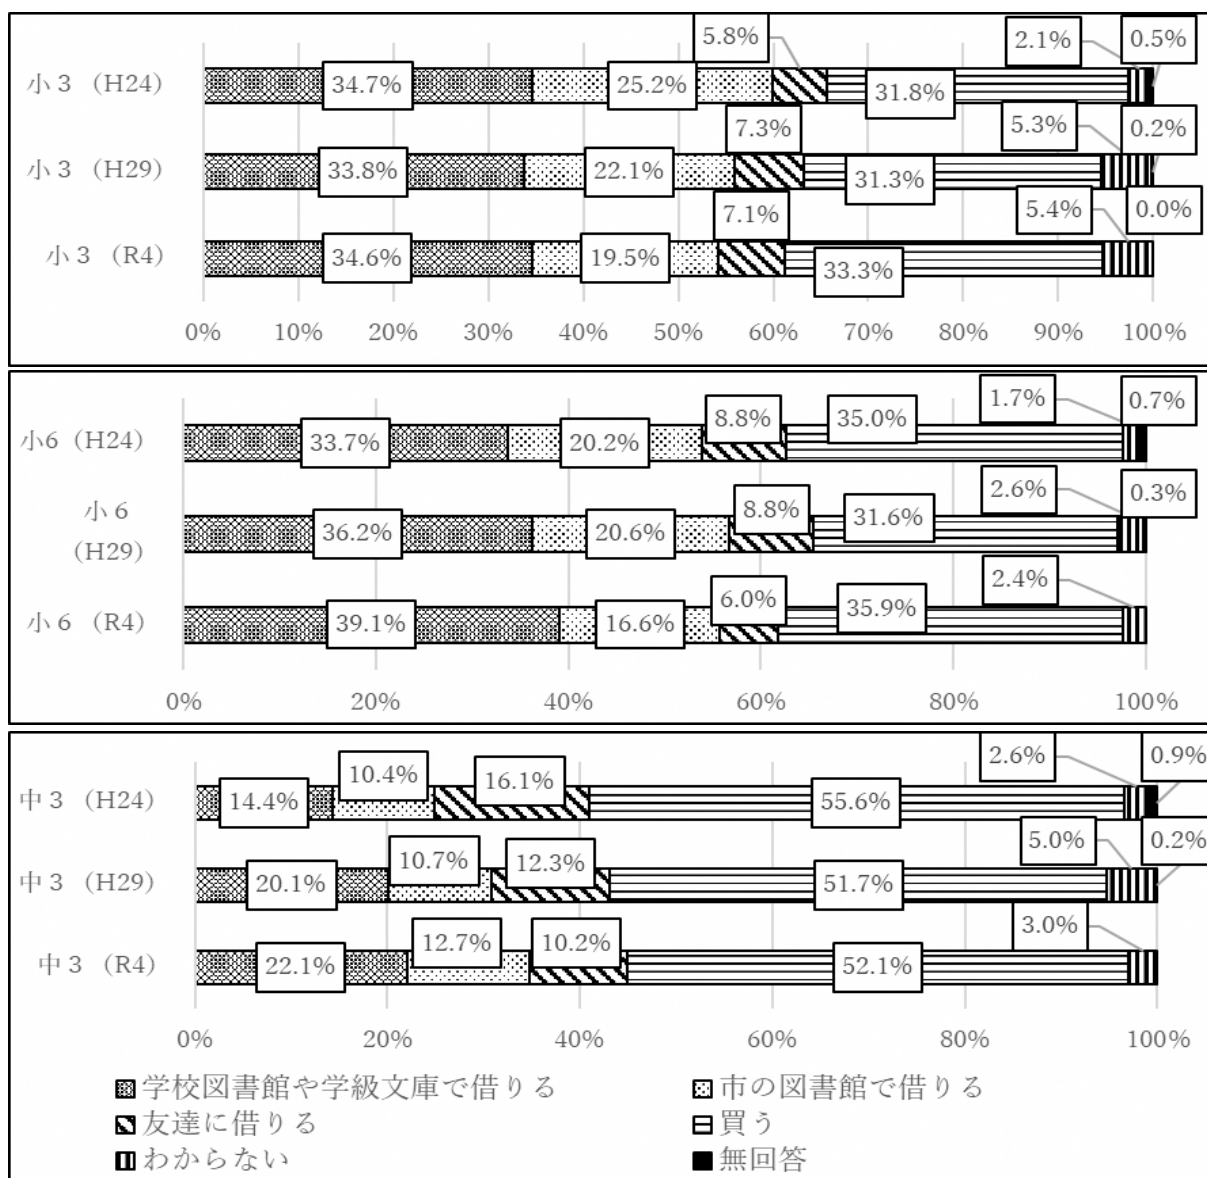 5.8% 2.1% 0.5%
小３（H24） 34.7% 25.2% 31.8%
7.3% 5.3% 0.2%
小３（H29） 33.8% 22.1% 31.3%
7.1% 5.4% 0.0%
小３（R4） 34.6% 19.5% 33.3%
0% 10% 20% 30% 40% 50% 60% 70% 80% 90% 100%
8.8% 35.0% 1.7% 0.7%
小6（H24） 33.7% 20.2%
小６ 8.8% 31.6% 2.6% 0.3%
（H29） 36.2% 20.6%
6.0% 35.9% 2.4%
小６（R4） 39.1% 16.6%
0% 20% 40% 60% 80% 100%
10.4% 16.1% 2.6% 0.9%
中３（H24） 14.4% 55.6%
10.7% 12.3% 5.0% 0.2%
中３（H29） 20.1% 51.7%
12.7% 10.2% 3.0%
中３（R4） 22.1% 52.1%
0% 20% 40% 60% 80% 100%
学校図書館や学級文庫で借りる 市の図書館で借りる
友達に借りる 買う
わからない 無回答